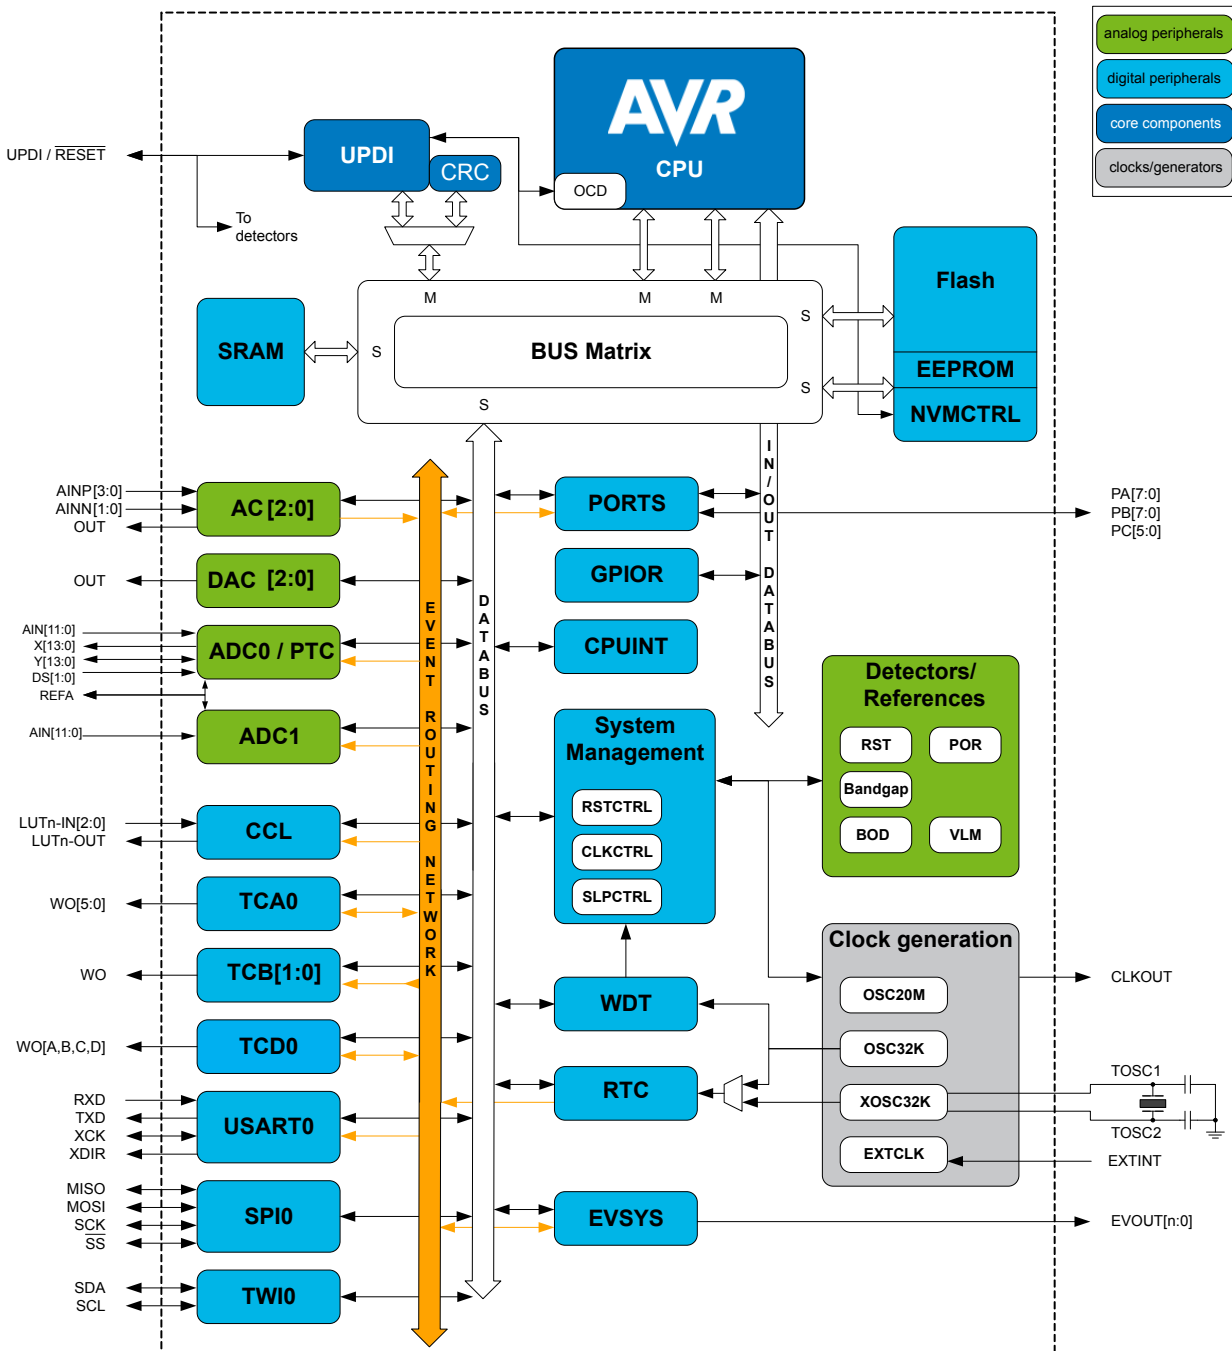 analog peripherals
digital peripherals
core components
clocks/generators
AVR
CPU
OCD
UPDI
CRC
UPDI / RESET
To
detectors
M
M
M
S
S
S
S
BUS Matrix
SRAM
Flash
EEPROM
NVMCTRL
IN/OUT DATABUS
DATABUS
EVENT ROUTING NETWORK
AINP[3:0]
AINN[1:0]
OUT
AC [2:0]
OUT
DAC [2:0]
AIN[11:0]
X[13:0]
Y[13:0]
DS[1:0]
REFA
ADC0 / PTC
AIN[11:0]
ADC1
LUTn-IN[2:0]
LUTn-OUT
CCL
WO[5:0]
TCA0
WO
TCB[1:0]
WO[A,B,C,D]
TCD0
RXD
TXD
XCK
XDIR
USART0
MISO
MOSI
SCK
SS
SPI0
SDA
SCL
TWI0
PORTS
PA[7:0]
PB[7:0]
PC[5:0]
GPIOR
CPUINT
System
Management
RSTCTRL
CLKCTRL
SLPCTRL
WDT
RTC
EVSYS
EVOUT[n:0]
Detectors/
References
RST
POR
Bandgap
BOD
VLM
Clock generation
OSC20M
OSC32K
XOSC32K
EXTCLK
CLKOUT
TOSC1
TOSC2
EXTINT